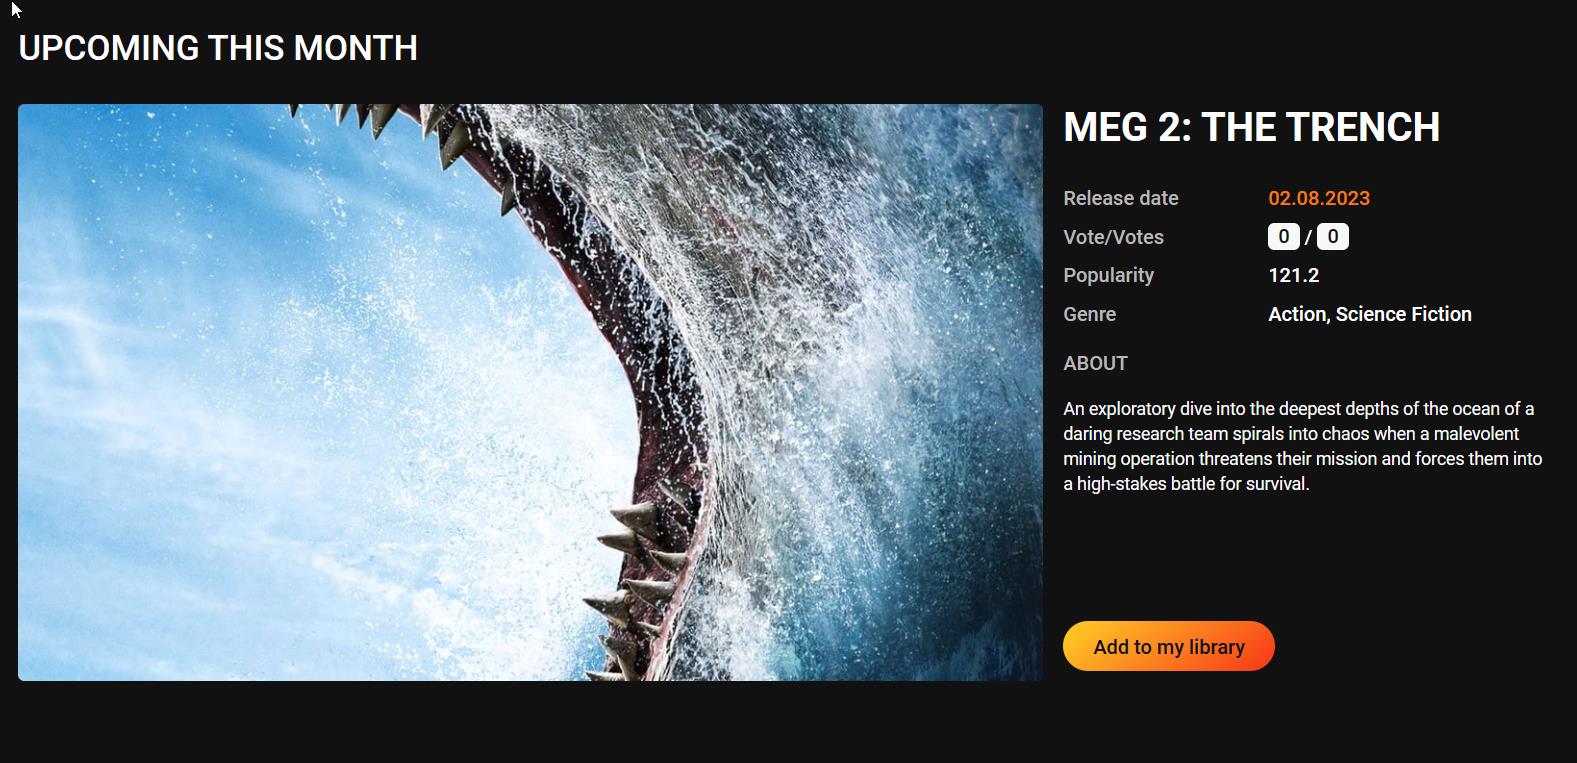 UPCOMING THIS MONTH
MEG 2: THE TRENCH
Release date 02.08.2023
Vote/Votes 0 / 0
Popularity 121.2
Genre Action, Science Fiction
ABOUT
An exploratory dive into the deepest depths of the ocean of a
daring research team spirals into chaos when a malevolent
mining operation threatens their mission and forces them into
a high-stakes battle for survival.
Add to my library